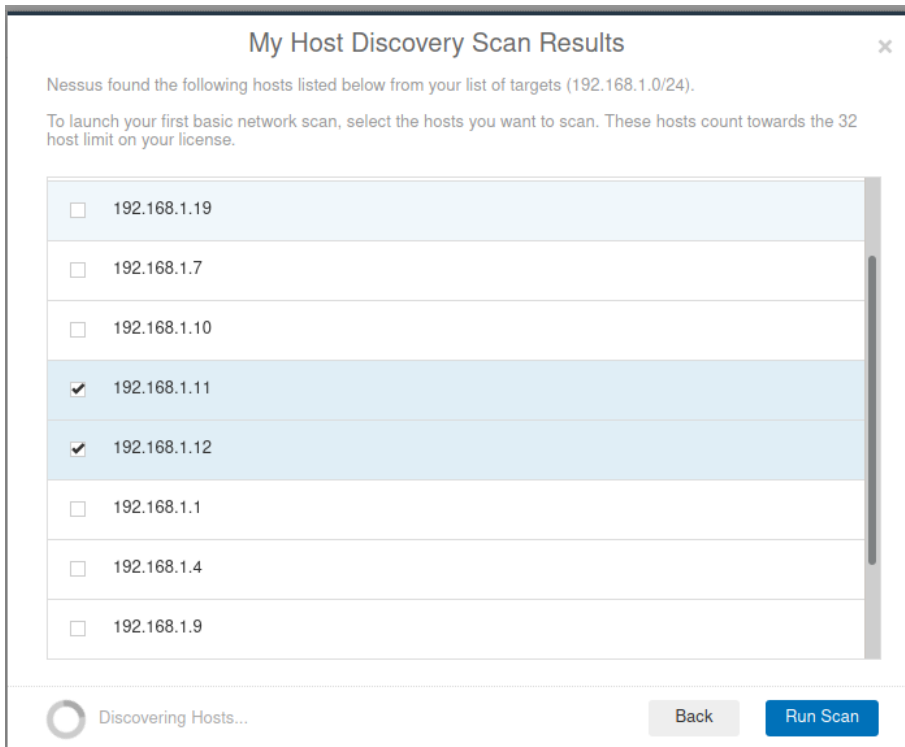 My Host Discovery Scan Results
×
Nessus found the following hosts listed below from your list of targets (192.168.1.0/24).
To launch your first basic network scan, select the hosts you want to scan. These hosts count towards the 32
host limit on your license.
192.168.1.19
192.168.1.7
192.168.1.10
192.168.1.11
192.168.1.12
192.168.1.1
192.168.1.4
192.168.1.9
Discovering Hosts...
Back
Run Scan